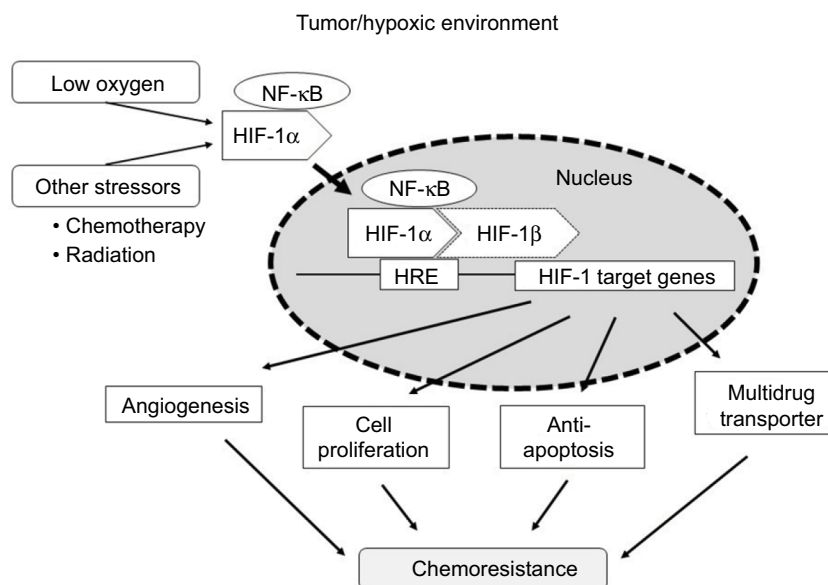 Tumor/hypoxic environment
Low oxygen
NF-κB
HIF-1α
Other stressors
• Chemotherapy
• Radiation
Nucleus
NF-κB
HIF-1α
HIF-1β
HRE
HIF-1 target genes
Angiogenesis
Cell
proliferation
Anti-
apoptosis
Multidrug
transporter
Chemoresistance